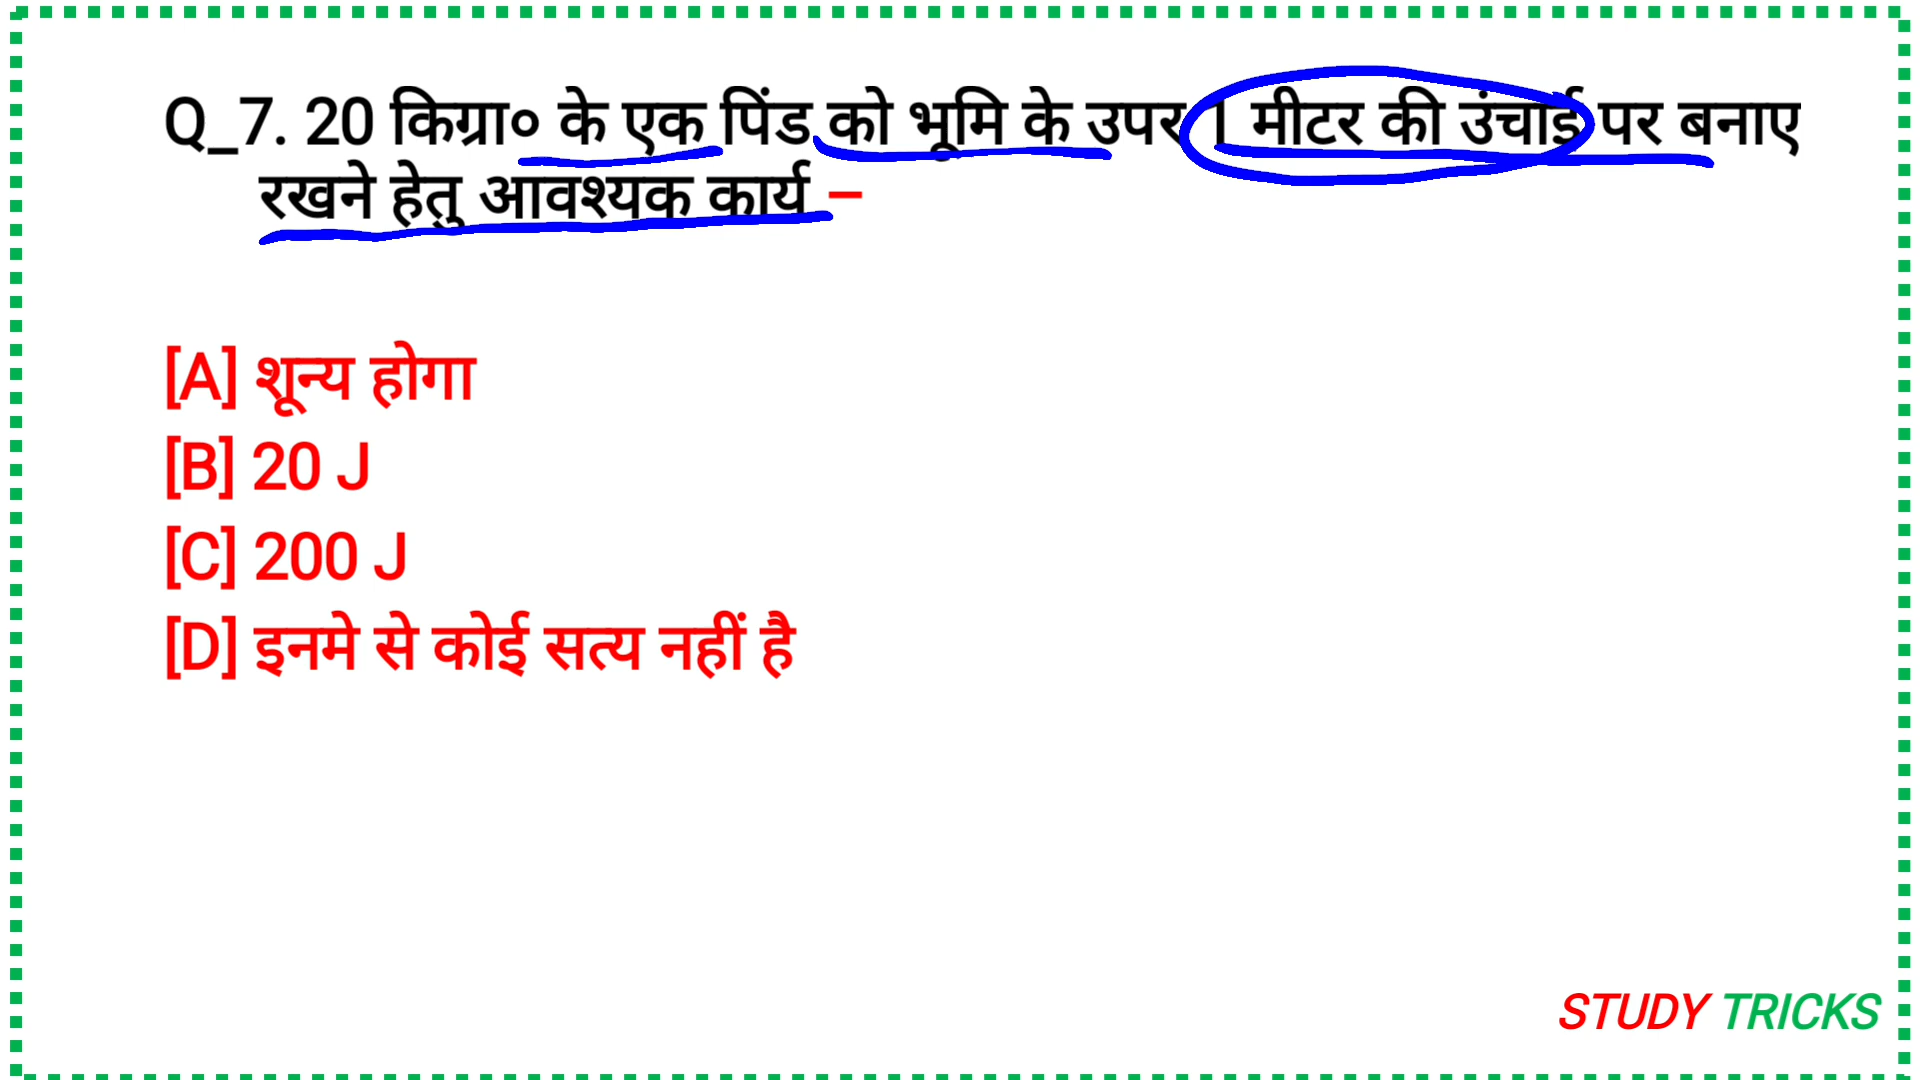 Q_7. 20 किग्रा० के एक पिंड को भूमि के उपर 1 मीटर की उंचाई पर बनाए
रखने हेतु आवश्यक कार्य –
[A] शून्य होगा
[B] 20 J
[C] 200 J
[D] इनमे से कोई सत्य नहीं है
STUDY TRICKS